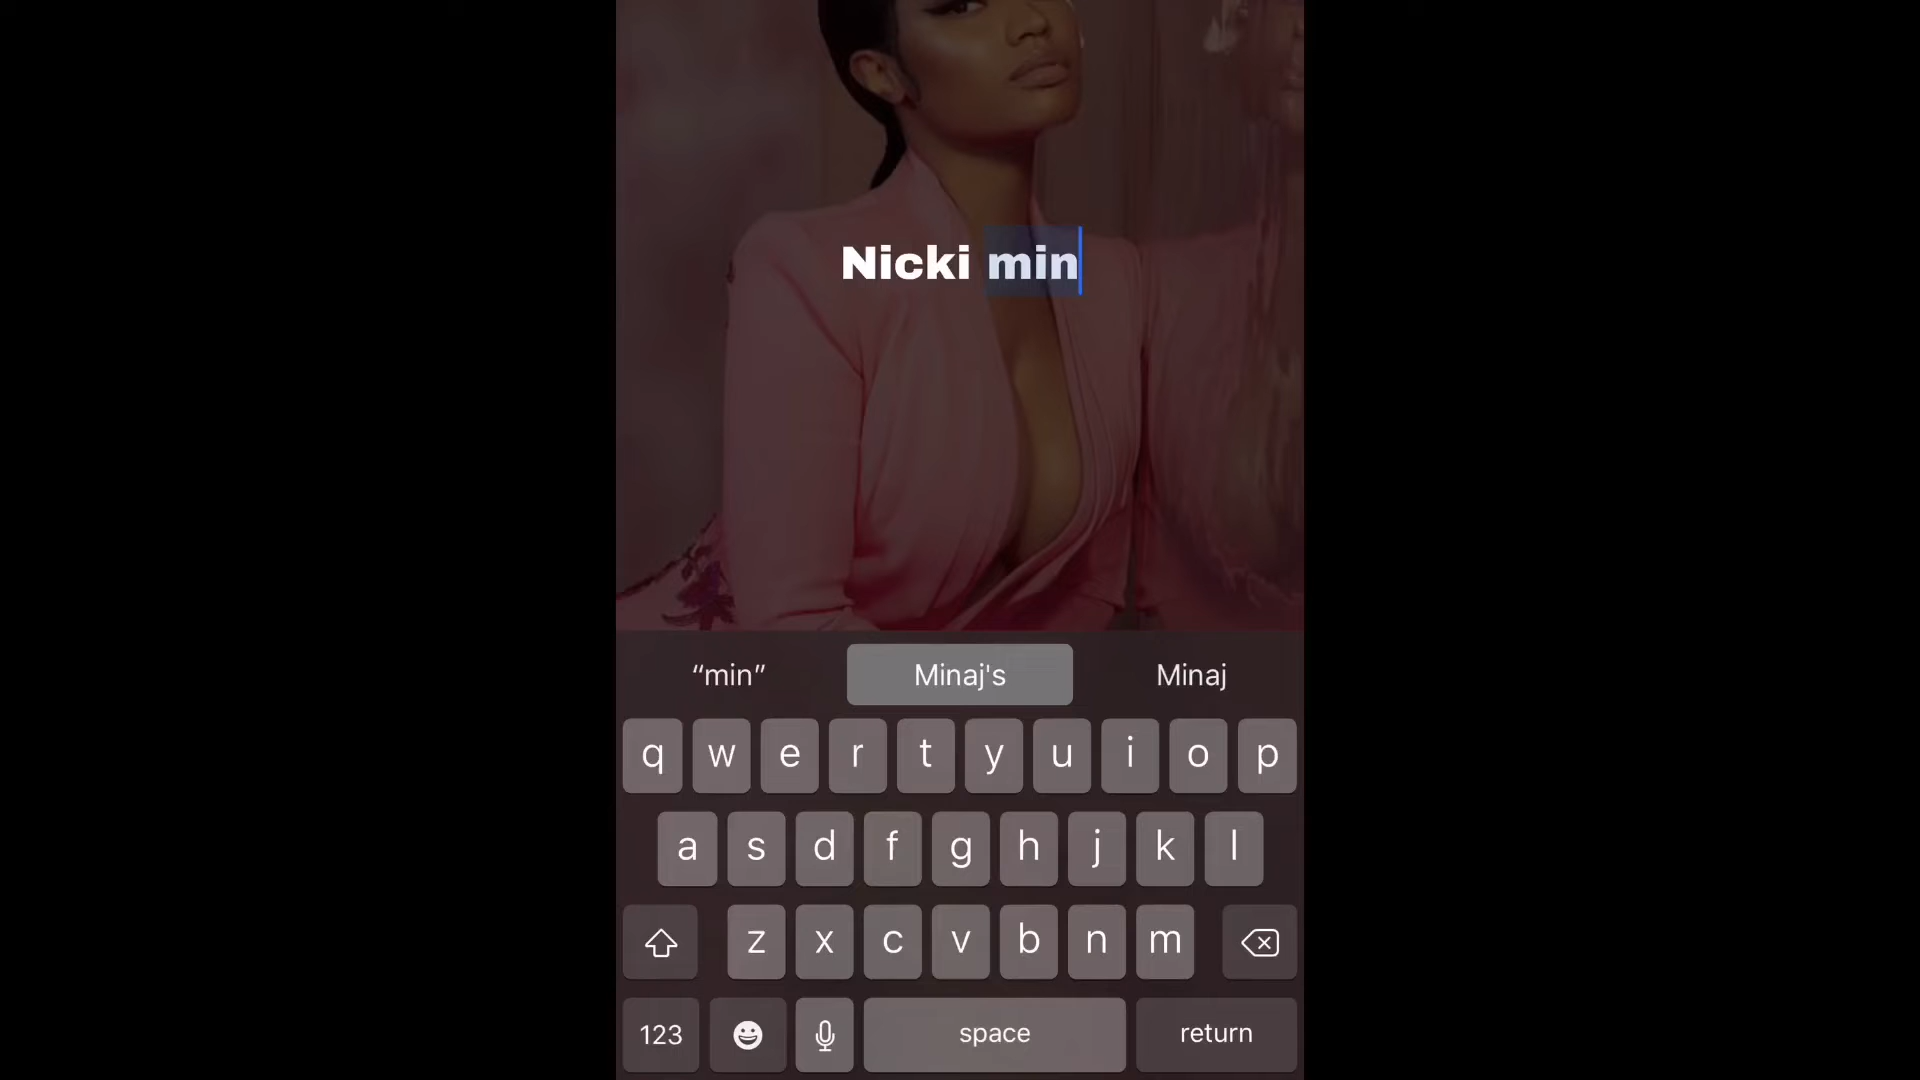 Nicki min
“min” Minaj's Minaj
q w e r t y u i o p
a s d f g h j k l
z x c v b n m
123 space return